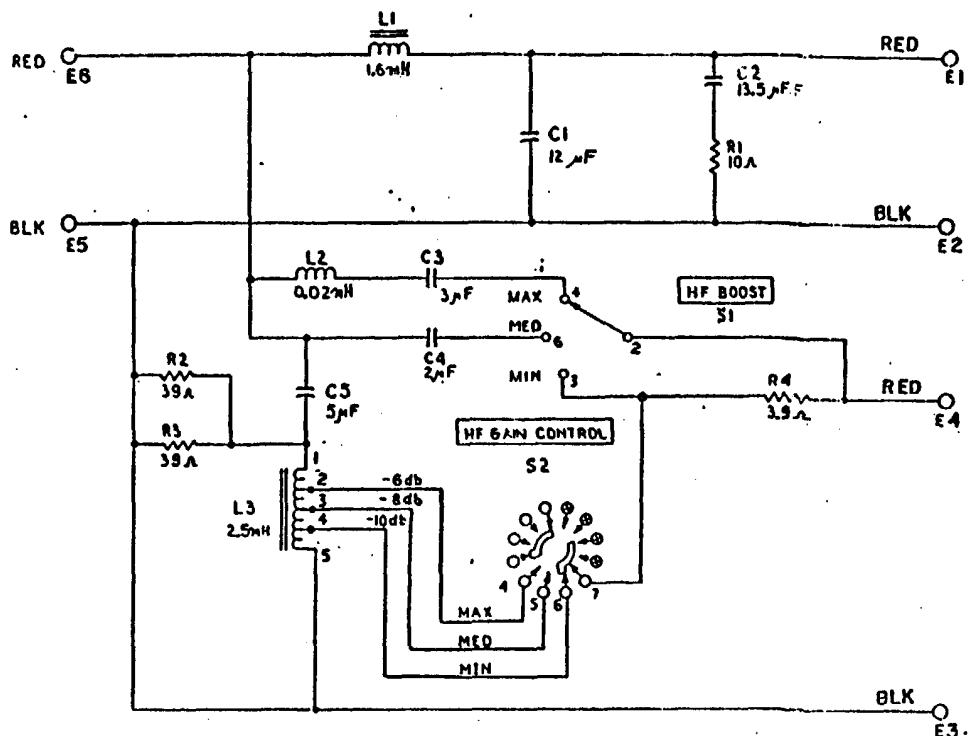 L1
RED
E6
1.6mH
RED
E1
C2
13.5µF
C1
12µF
R1
10Ω
BLK
E5
BLK
E2
L2
0.02mH
C3
3µF
MAX
4
HF BOOST
S1
MED
6
2
C4
2µF
MIN
3
R2
39Ω
C5
5µF
R4
3.9Ω
RED
E4
R3
39Ω
HF GAIN CONTROL
S2
1
2
-6db
3
-8db
4
-10db
L3
2.5mH
5
4
5
6
7
MAX
MED
MIN
BLK
E3